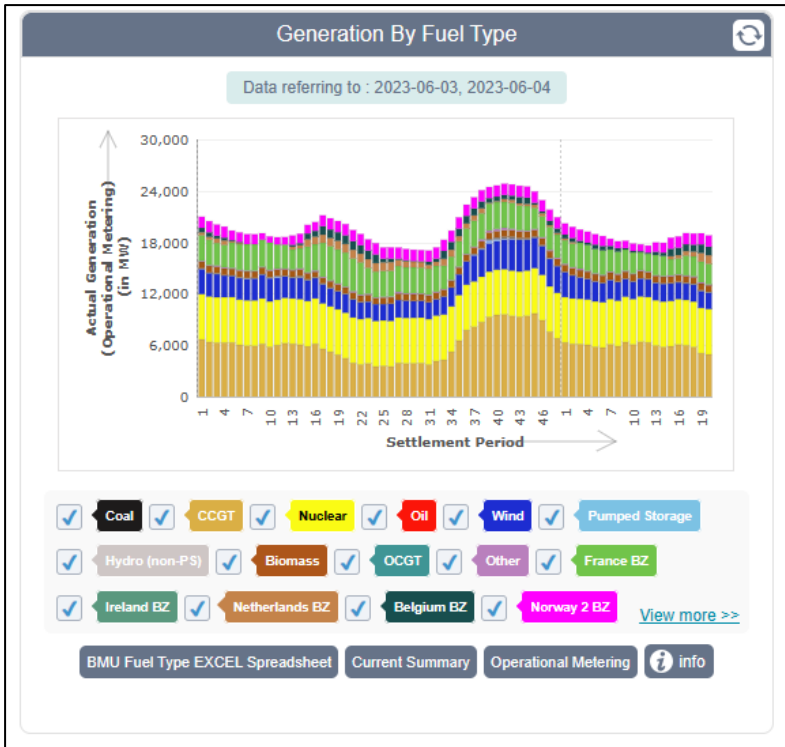 Generation By Fuel Type
Data referring to : 2023-06-03, 2023-06-04
Actual Generation
(Operational Metering)
(in MW)
30,000
24,000
18,000
12,000
6,000
0
1 4 7 10 13 16 19 22 25 28 31 34 37 40 43 46 1 4 7 10 13 16 19
Settlement Period
Coal CCGT Nuclear Oil Wind Pumped Storage
Hydro (non-PS) Biomass OCGT Other France BZ
Ireland BZ Netherlands BZ Belgium BZ Norway 2 BZ View more >>
BMU Fuel Type EXCEL Spreadsheet Current Summary Operational Metering i info